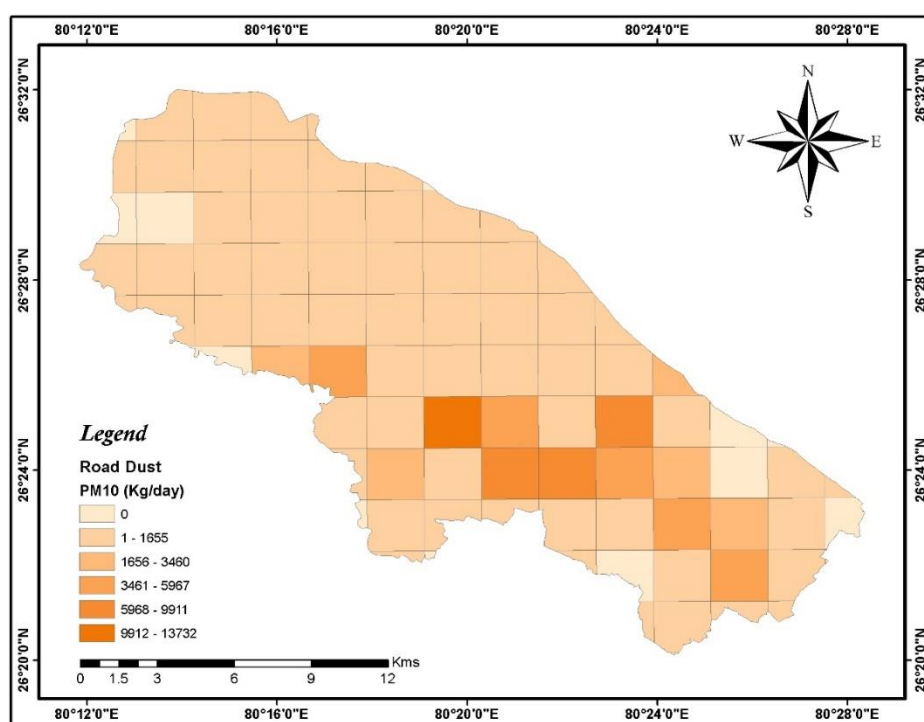 80°12'0"E 80°16'0"E 80°20'0"E 80°24'0"E 80°28'0"E
26°32'0"N 26°32'0"N
N
W E
S
26°28'0"N 26°28'0"N
Legend
Road Dust
PM10 (Kg/day)
0
1 - 1655
1656 - 3460
3461 - 5967
5968 - 9911
9912 - 13732
26°24'0"N 26°24'0"N
Kms
0 1.5 3 6 9 12
26°20'0"N 26°20'0"N
80°12'0"E 80°16'0"E 80°20'0"E 80°24'0"E 80°28'0"E